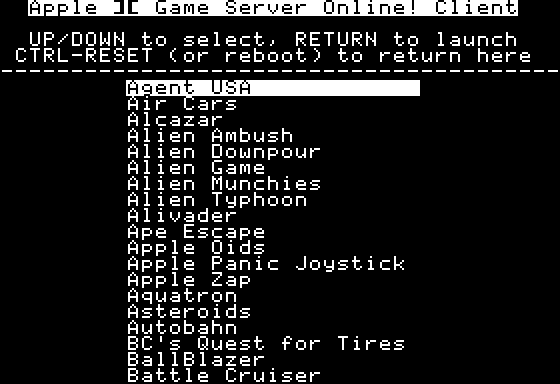 Apple ][ Game Server Online! Client
UP/DOWN to select, RETURN to launch
CTRL-RESET (or reboot) to return here
----------------------------------------
Agent USA
Air Cars
Alcazar
Alien Ambush
Alien Downpour
Alien Game
Alien Munchies
Alien Typhoon
Alivader
Ape Escape
Apple Oids
Apple Panic Joystick
Apple Zap
Aquatron
Asteroids
Autobahn
BC's Quest for Tires
BallBlazer
Battle Cruiser